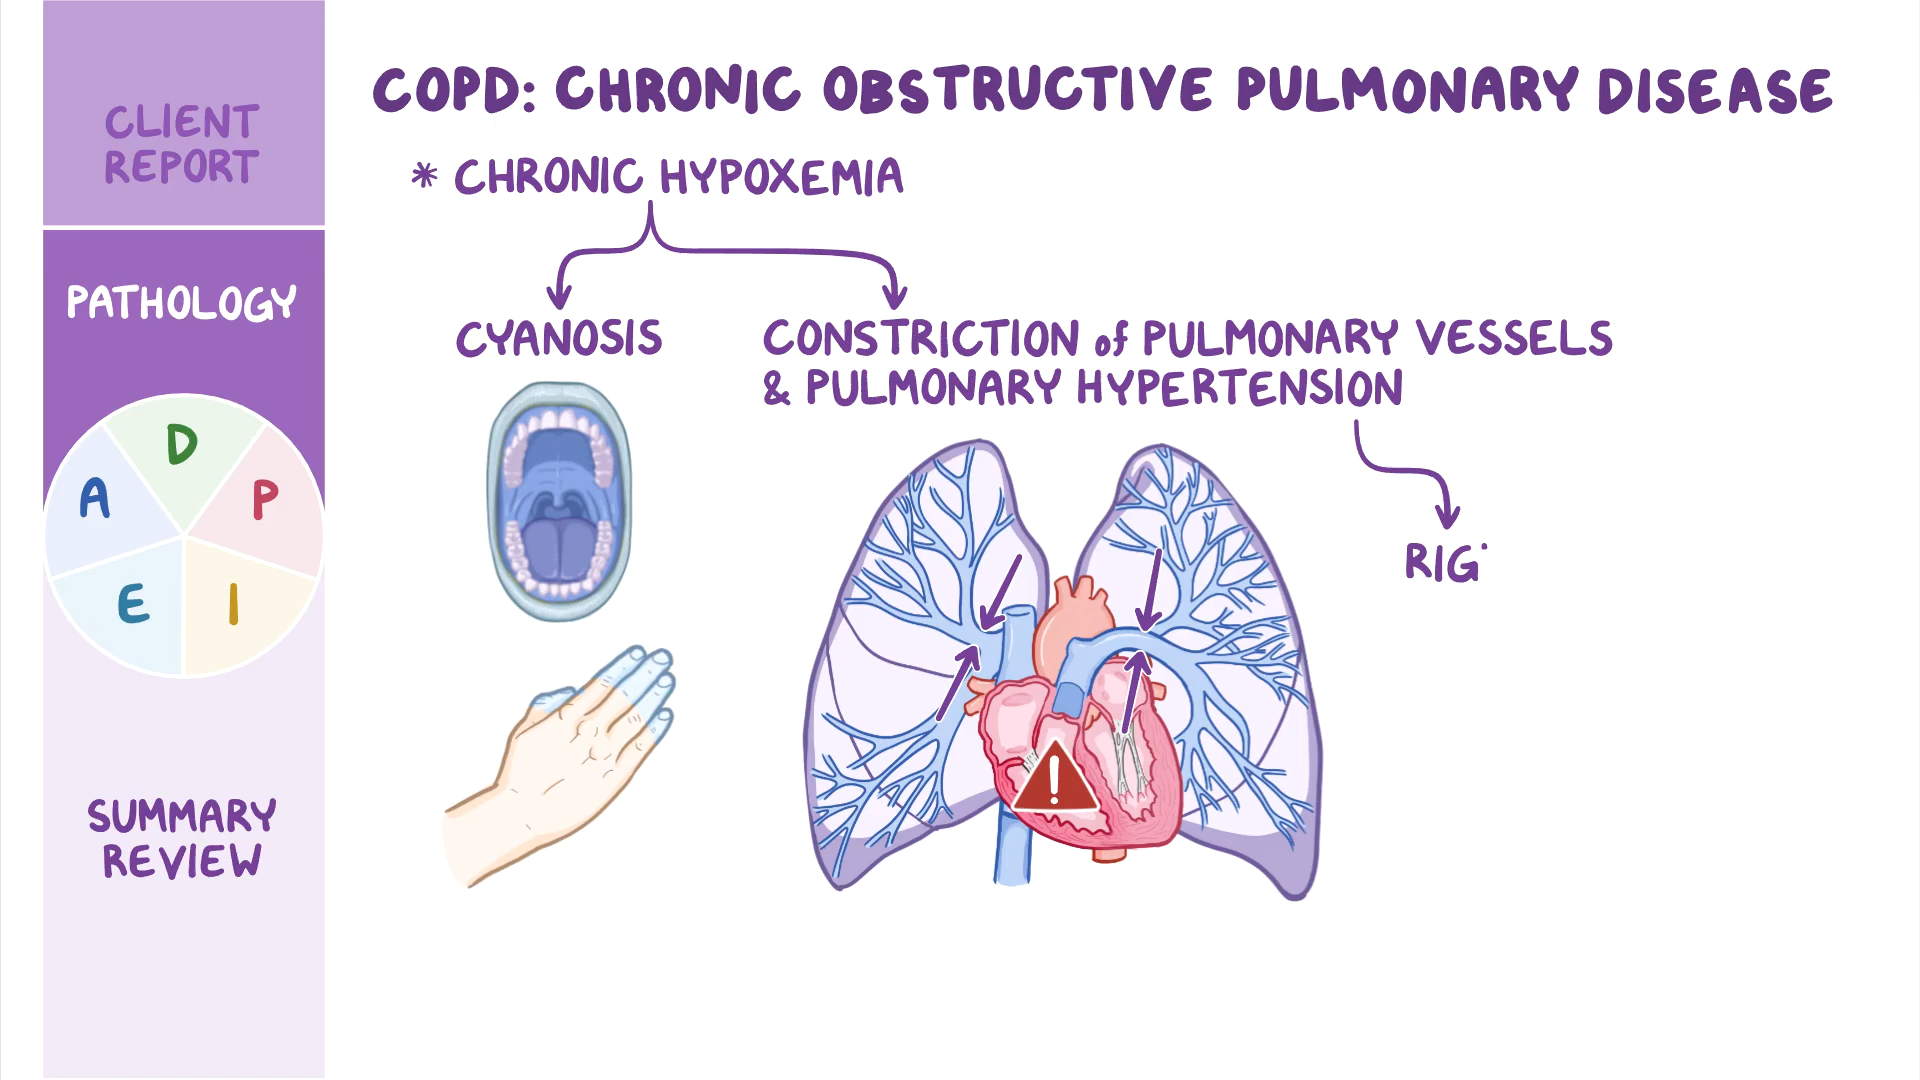 CLIENT
REPORT
PATHOLOGY
D
A
P
E
I
SUMMARY
REVIEW
COPD: CHRONIC OBSTRUCTIVE PULMONARY DISEASE
* CHRONIC HYPOXEMIA
CYANOSIS
CONSTRICTION of PULMONARY VESSELS
& PULMONARY HYPERTENSION
RIG
!